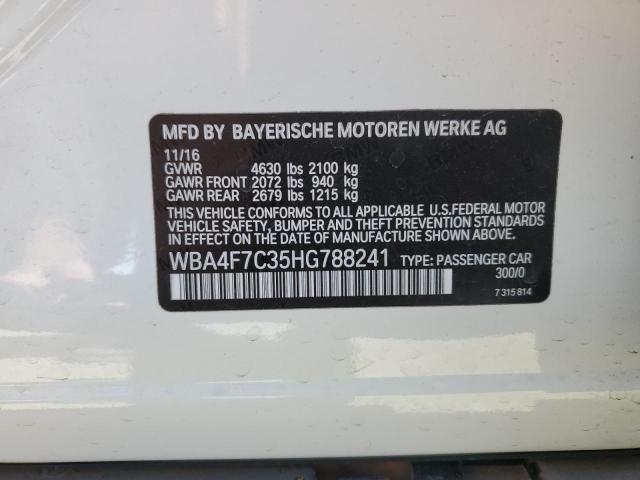 MFD BY BAYERISCHE MOTOREN WERKE AG
11/16
GVWR 4630 lbs 2100 kg
GAWR FRONT 2072 lbs 940 kg
GAWR REAR 2679 lbs 1215 kg
THIS VEHICLE CONFORMS TO ALL APPLICABLE U.S.FEDERAL MOTOR
VEHICLE SAFETY, BUMPER AND THEFT PREVENTION STANDARDS
IN EFFECT ON THE DATE OF MANUFACTURE SHOWN ABOVE.
WBA4F7C35HG788241 TYPE: PASSENGER CAR
300/0
7 315 814